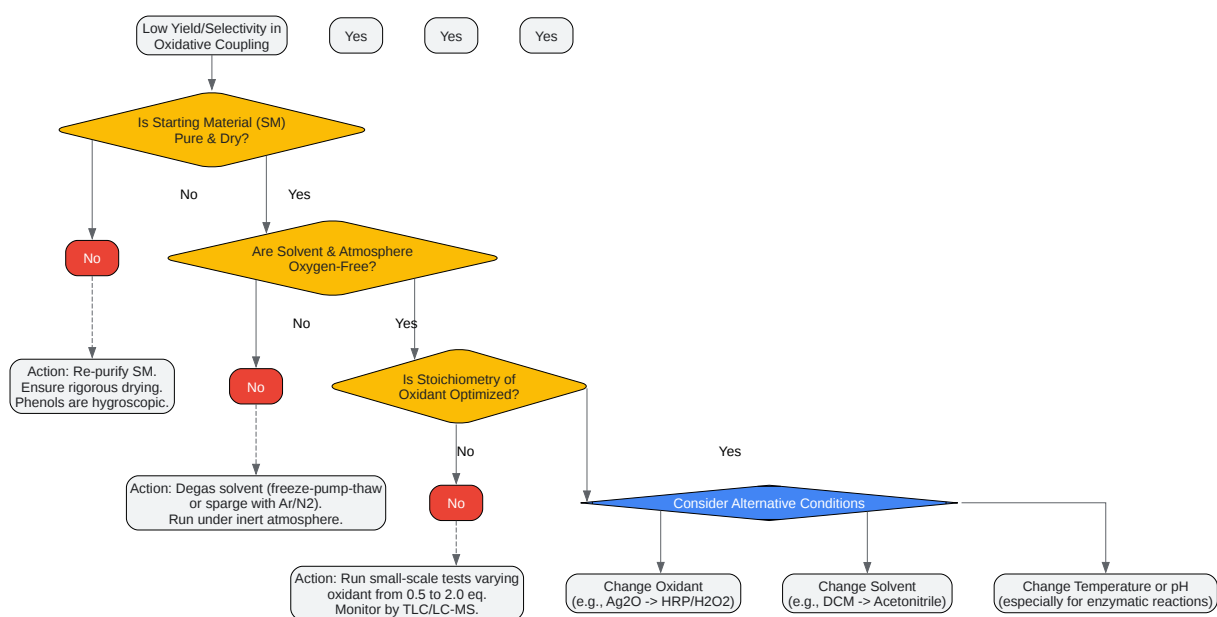 Low Yield/Selectivity in
Oxidative Coupling
Yes
Yes
Yes
Is Starting Material (SM)
Pure & Dry?
No
Yes
No
Are Solvent & Atmosphere
Oxygen-Free?
No
Yes
Action: Re-purify SM.
Ensure rigorous drying.
Phenols are hygroscopic.
No
Is Stoichiometry of
Oxidant Optimized?
No
Yes
Action: Degas solvent (freeze-pump-thaw
or sparge with Ar/N2).
Run under inert atmosphere.
No
Consider Alternative Conditions
Action: Run small-scale tests varying
oxidant from 0.5 to 2.0 eq.
Monitor by TLC/LC-MS.
Change Oxidant
(e.g., Ag2O -> HRP/H2O2)
Change Solvent
(e.g., DCM -> Acetonitrile)
Change Temperature or pH
(especially for enzymatic reactions)